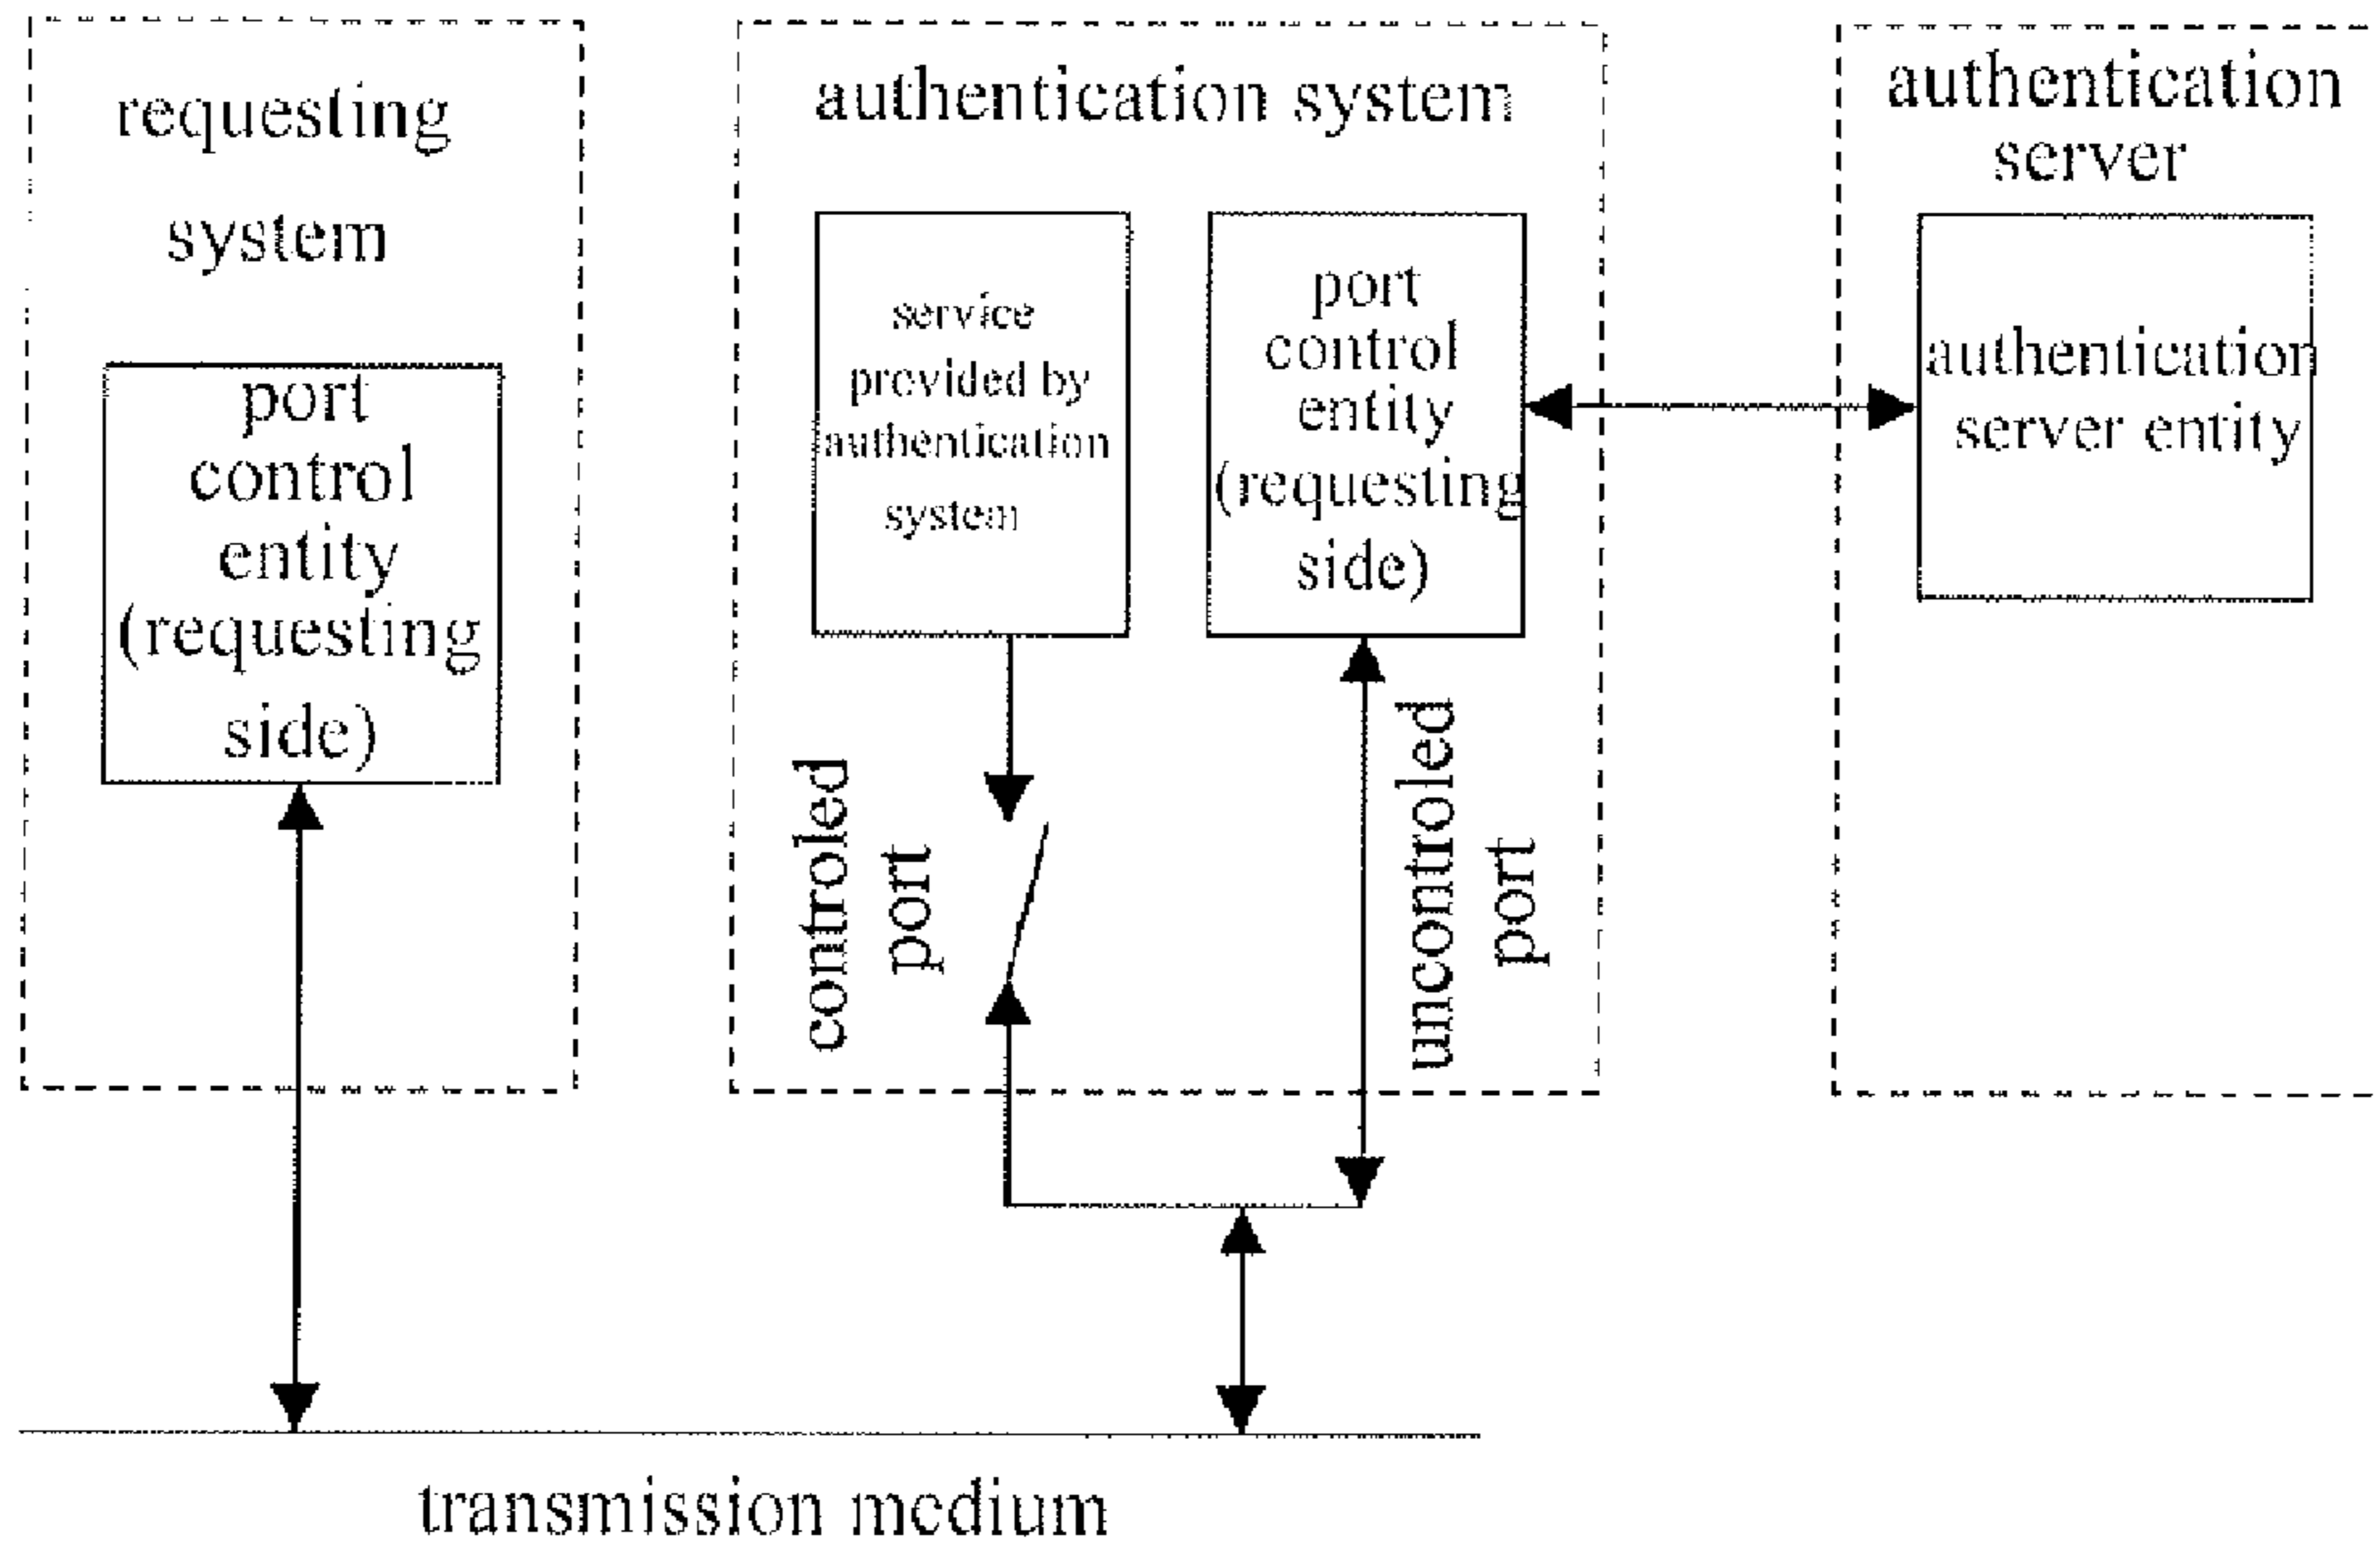 requesting
system
port
control
entity
(requesting
side)
authentication system
service
provided by
authentication
system
port
control
entity
(requesting
side)
controled
port
uncontroled
port
authentication
server
authentication
server entity
transmission medium